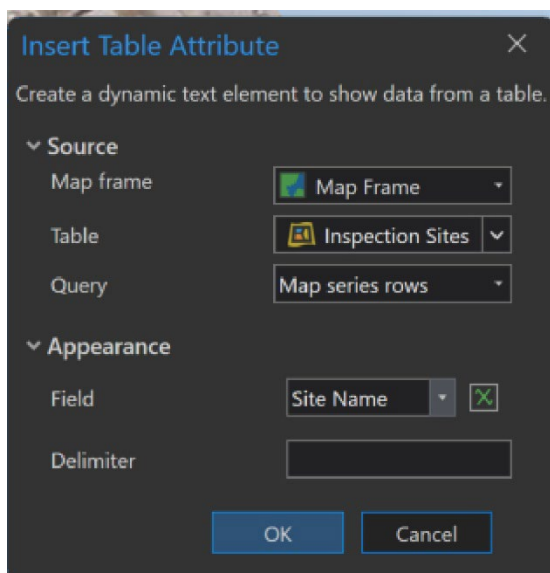 Insert Table Attribute
Create a dynamic text element to show data from a table.
Source
Map frame Map Frame
Table Inspection Sites
Query Map series rows
Appearance
Field Site Name
Delimiter
OK Cancel